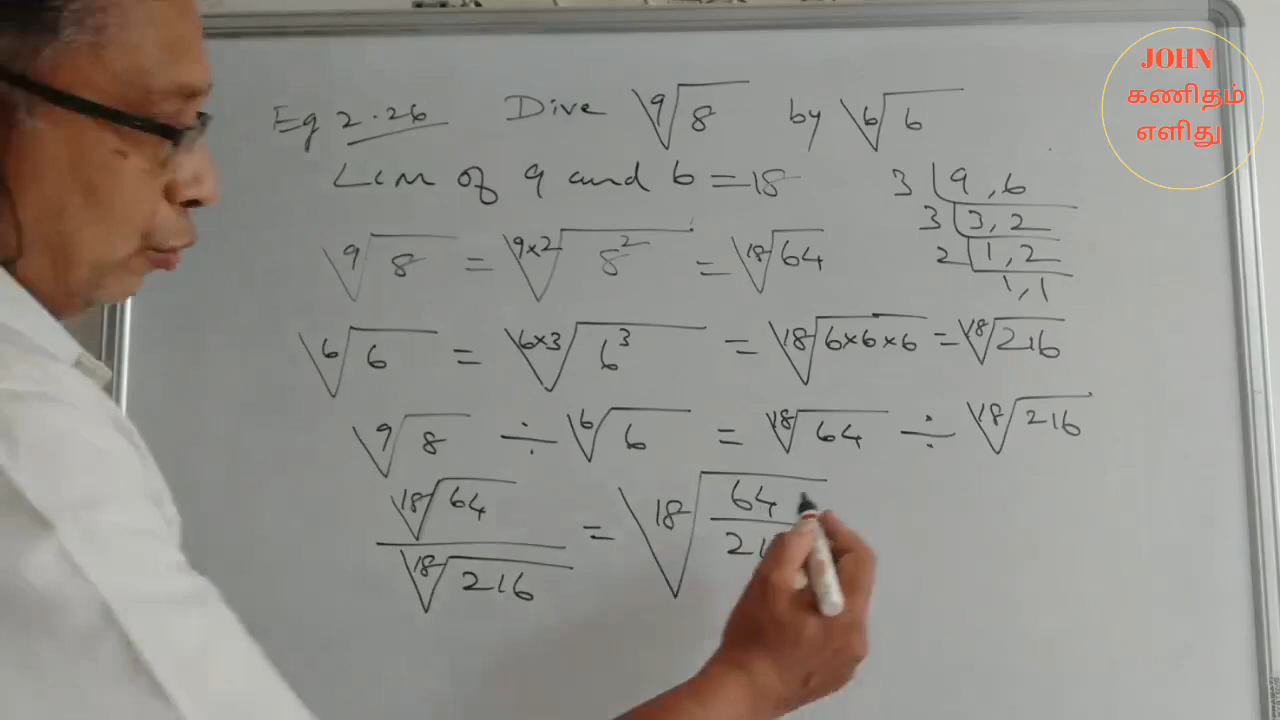 JOHN
கணிதம்
எளிது
Eg 2.26 Dive ⁹√8 by ⁶√6
LCM of 9 and 6 = 18
3 | 9, 6
3 | 3, 2
2 | 1, 2
1, 1
⁹√8 = ⁹ˣ²√8² = ¹⁸√64
⁶√6 = ⁶ˣ³√6³ = ¹⁸√6×6×6 = ¹⁸√216
⁹√8 ÷ ⁶√6 = ¹⁸√64 ÷ ¹⁸√216
¹⁸√64 / ¹⁸√216 = ¹⁸√64/21